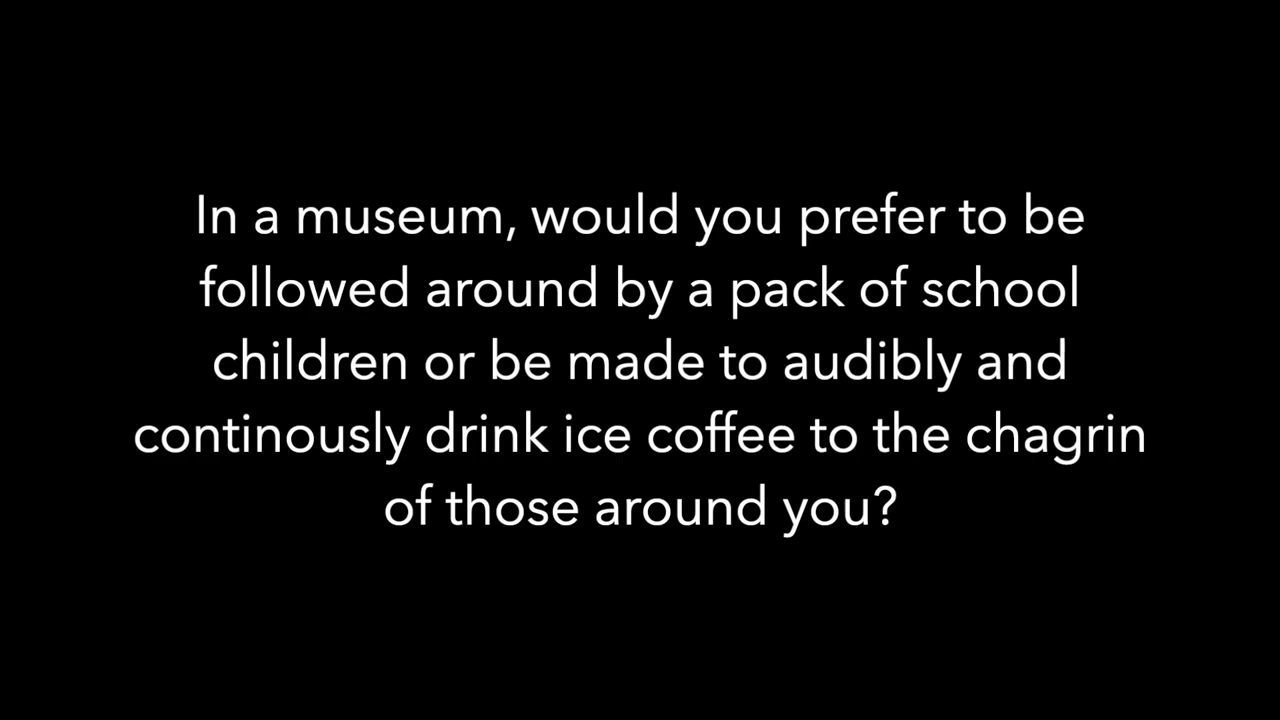 In a museum, would you prefer to be
followed around by a pack of school
children or be made to audibly and
continously drink ice coffee to the chagrin
of those around you?